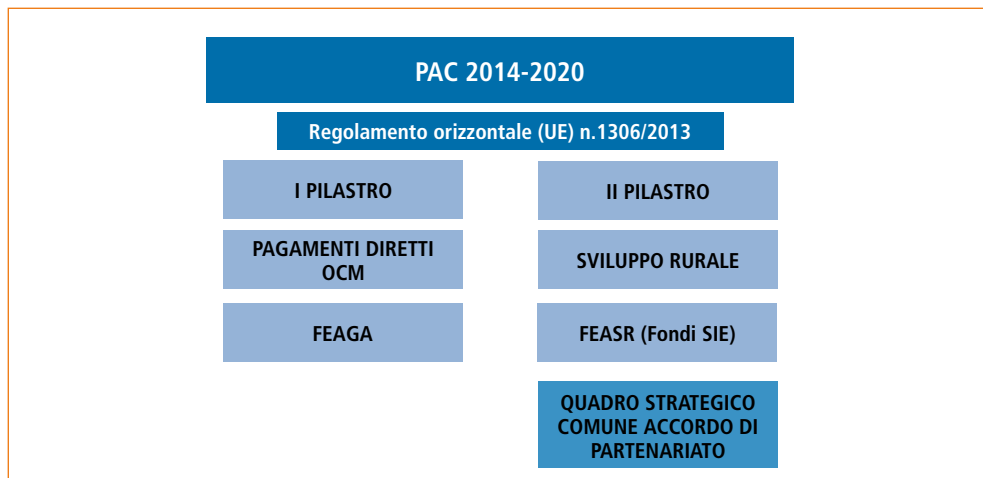 PAC 2014-2020
Regolamento orizzontale (UE) n.1306/2013
I PILASTRO
II PILASTRO
PAGAMENTI DIRETTI
OCM
SVILUPPO RURALE
FEAGA
FEASR (Fondi SIE)
QUADRO STRATEGICO
COMUNE ACCORDO DI
PARTENARIATO